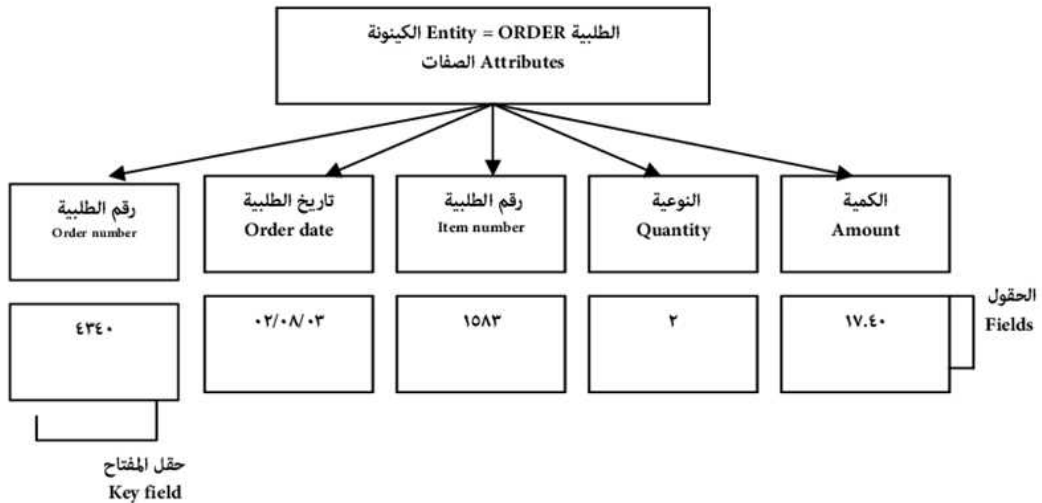 الكينونة Entity = ORDER الطلبية
الصفات Attributes
رقم الطلبية
Order number
تاريخ الطلبية
Order date
رقم الطلبية
Item number
النوعية
Quantity
الكمية
Amount
٤٣٤٠
٠٢/٠٨/٠٣
١٥٨٣
٢
١٧.٤٠
الحقول
Fields
حقل المفتاح
Key field